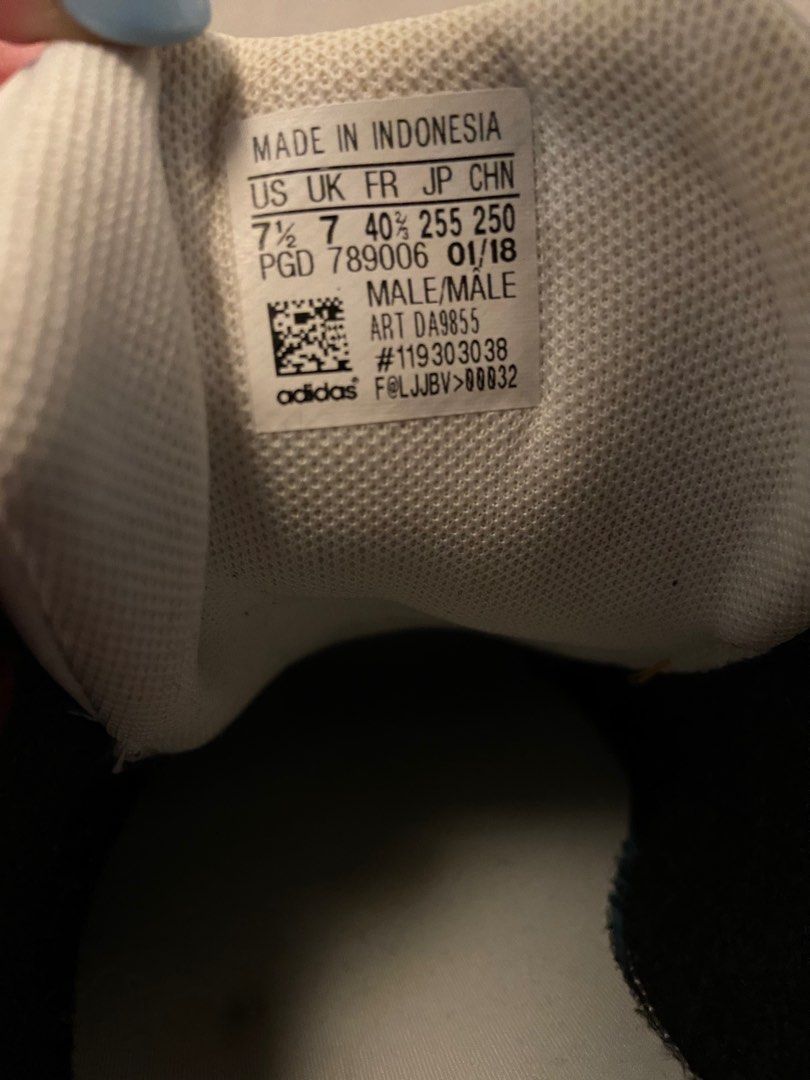 MADE IN INDONESIA
US UK FR JP CHN
7½ 7 40⅔ 255 250
PGD 789006 01/18
MALE/MÂLE
ART DA9855
#119303038
adidas® F@LJJBV>00032